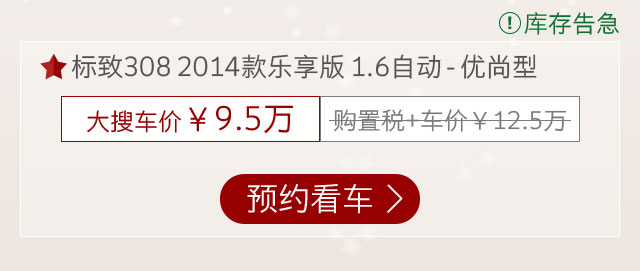 库存告急
标致308 2014款乐享版 1.6自动-优尚型
大搜车价￥9.5万
购置税+车价￥12.5万
预约看车